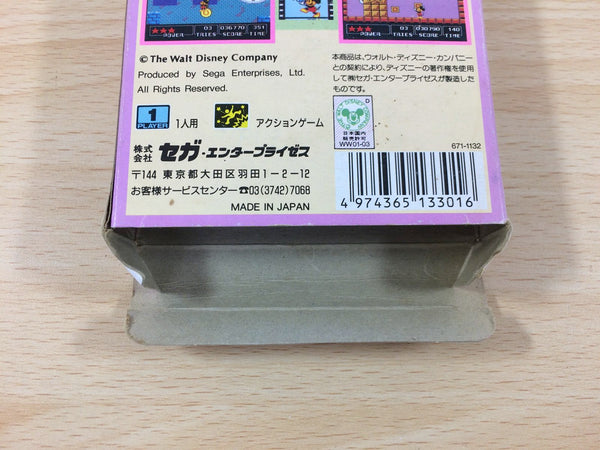 03 036770 351
POWER TRIES SCORE TIME
03 030790 140
POWER TRIES SCORE TIME
© The Walt Disney Company
Produced by Sega Enterprises, Ltd.
All Rights Reserved.
本商品は、ウォルト・ディズニー・カンパニー
との契約により、ディズニーの著作権を使用
して㈱セガ・エンタープライゼスが製造した
ものです。
1
PLAYER
1人用
アクションゲーム
D
日本国内
販売許可
WW01-03
671-1132
株式会社 セガ・エンタープライゼス
〒144 東京都大田区羽田1-2-12
お客様サービスセンター☎03(3742)7068
MADE IN JAPAN
4 974365 133016